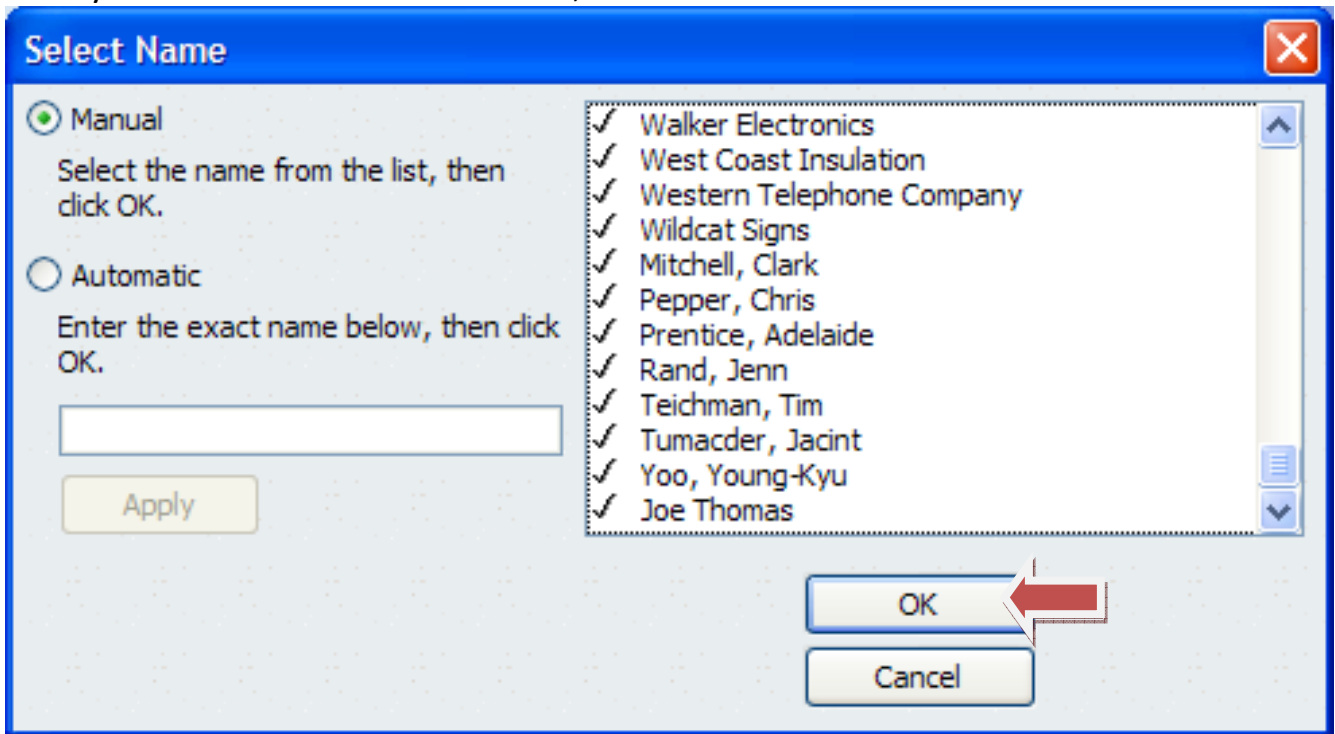 Select Name
Manual
Select the name from the list, then
click OK.
Automatic
Enter the exact name below, then click
OK.
Apply
Walker Electronics
West Coast Insulation
Western Telephone Company
Wildcat Signs
Mitchell, Clark
Pepper, Chris
Prentice, Adelaide
Rand, Jenn
Teichman, Tim
Tumacder, Jacint
Yoo, Young-Kyu
Joe Thomas
OK
Cancel